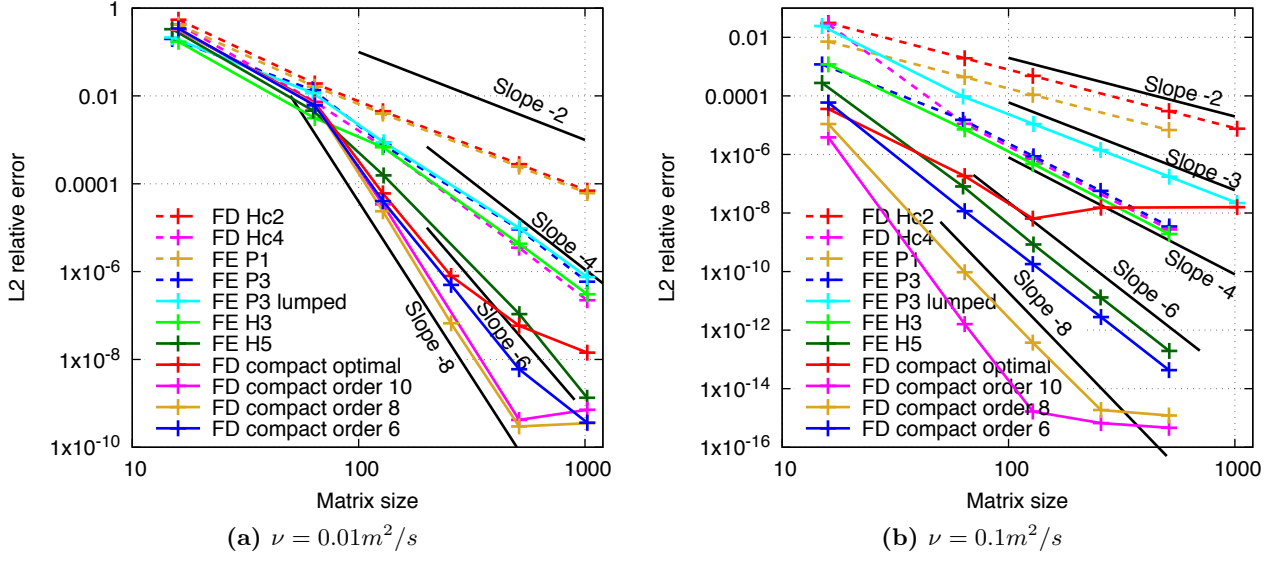 1
0.01
0.0001
1x10-6
1x10-8
1x10-10
10
100
1000
L2 relative error
Matrix size
Slope -2
Slope -4
Slope -6
Slope -8
FD Hc2
FD Hc4
FE P1
FE P3
FE P3 lumped
FE H3
FE H5
FD compact optimal
FD compact order 10
FD compact order 8
FD compact order 6
(a) ν = 0.01m²/s
0.01
0.0001
1x10-6
1x10-8
1x10-10
1x10-12
1x10-14
1x10-16
10
100
1000
L2 relative error
Matrix size
Slope -2
Slope -3
Slope -4
Slope -6
Slope -8
FD Hc2
FD Hc4
FE P1
FE P3
FE P3 lumped
FE H3
FE H5
FD compact optimal
FD compact order 10
FD compact order 8
FD compact order 6
(b) ν = 0.1m²/s